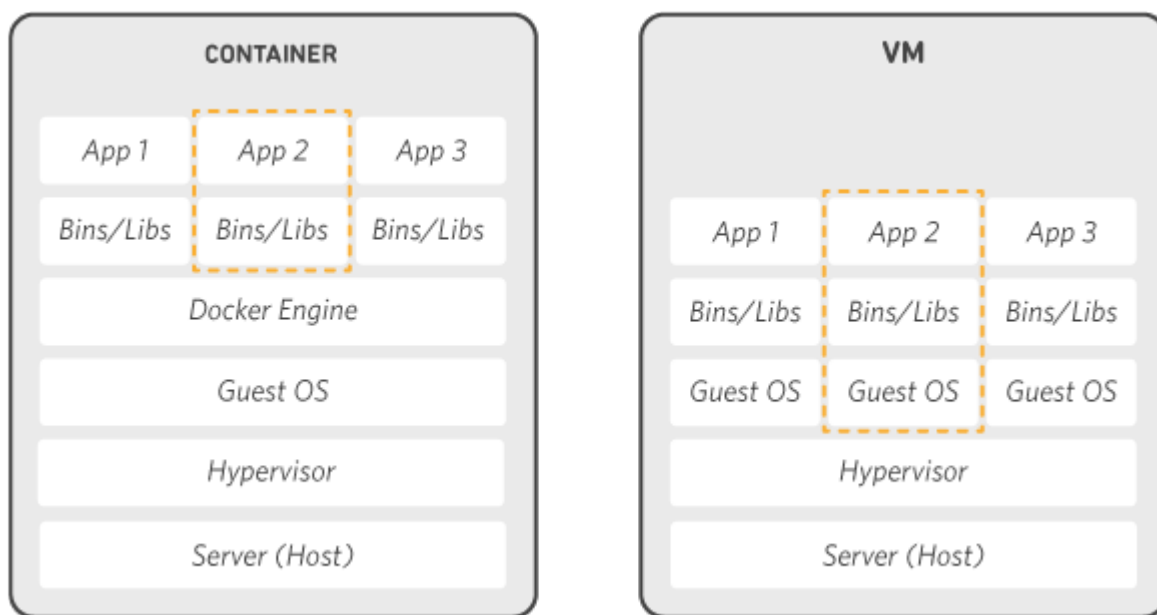 CONTAINER
App 1 App 2 App 3
Bins/Libs Bins/Libs Bins/Libs
Docker Engine
Guest OS
Hypervisor
Server (Host)
VM
App 1 App 2 App 3
Bins/Libs Bins/Libs Bins/Libs
Guest OS Guest OS Guest OS
Hypervisor
Server (Host)